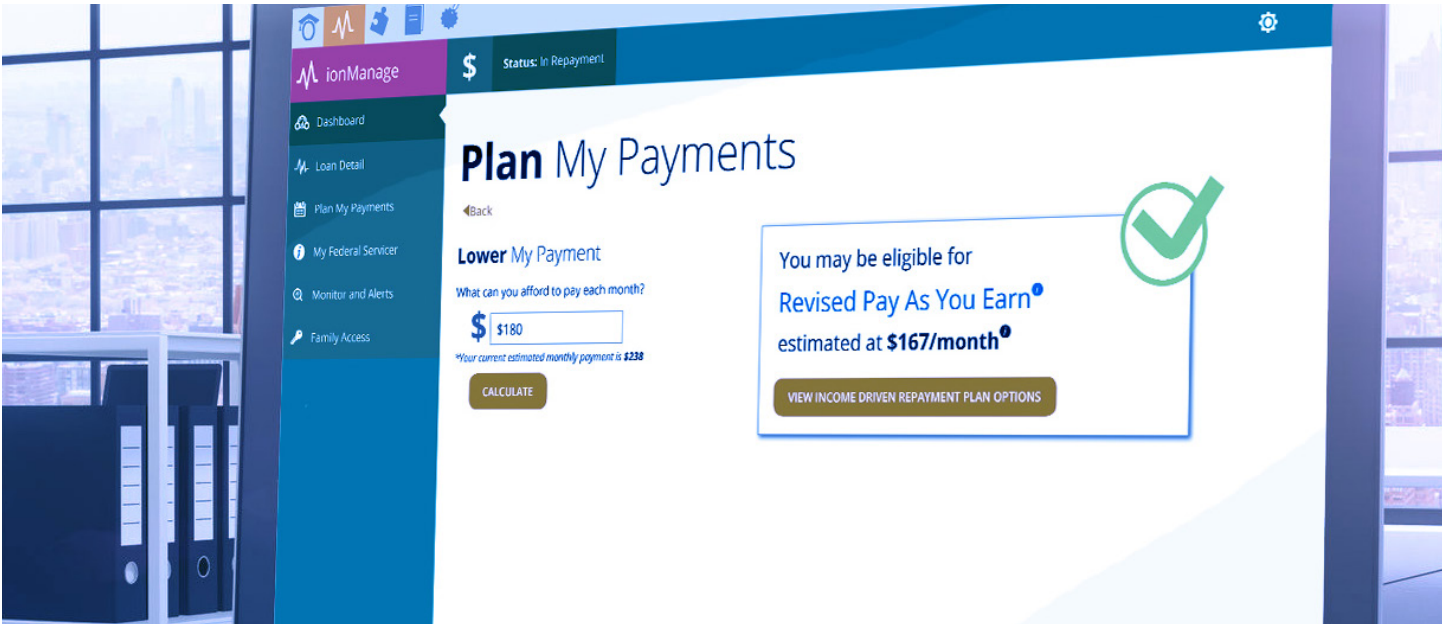 ionManage
Status: In Repayment
Dashboard
Loan Detail
Plan My Payments
My Federal Servicer
Monitor and Alerts
Family Access
Plan My Payments
Back
Lower My Payment
What can you afford to pay each month?
$ $180
*Your current estimated monthly payment is $238
CALCULATE
You may be eligible for
Revised Pay As You Earn
estimated at $167/month
VIEW INCOME DRIVEN REPAYMENT PLAN OPTIONS